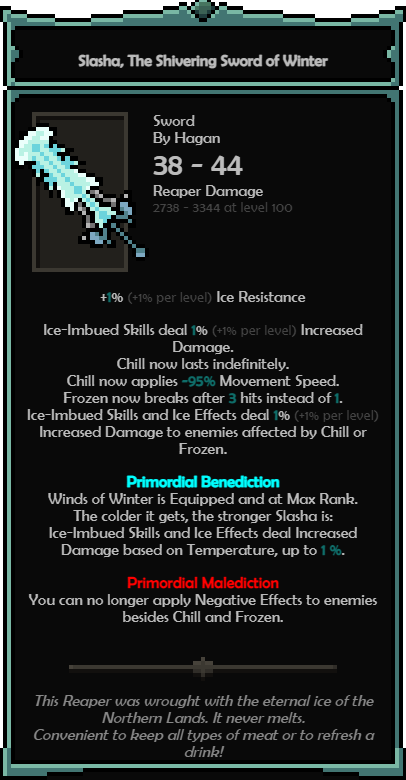 Slasha, The Shivering Sword of Winter
Sword
By Hagan
38 - 44
Reaper Damage
2738 - 3344 at level 100
+1% (+1% per level) Ice Resistance
Ice-Imbued Skills deal 1% (+1% per level) Increased
Damage.
Chill now lasts indefinitely.
Chill now applies -95% Movement Speed.
Frozen now breaks after 3 hits instead of 1.
Ice-Imbued Skills and Ice Effects deal 1% (+1% per level)
Increased Damage to enemies affected by Chill or
Frozen.
Primordial Benediction
Winds of Winter is Equipped and at Max Rank.
The colder it gets, the stronger Slasha is:
Ice-Imbued Skills and Ice Effects deal Increased
Damage based on Temperature, up to 1 %.
Primordial Malediction
You can no longer apply Negative Effects to enemies
besides Chill and Frozen.
This Reaper was wrought with the eternal ice of the
Northern Lands. It never melts.
Convenient to keep all types of meat or to refresh a
drink!